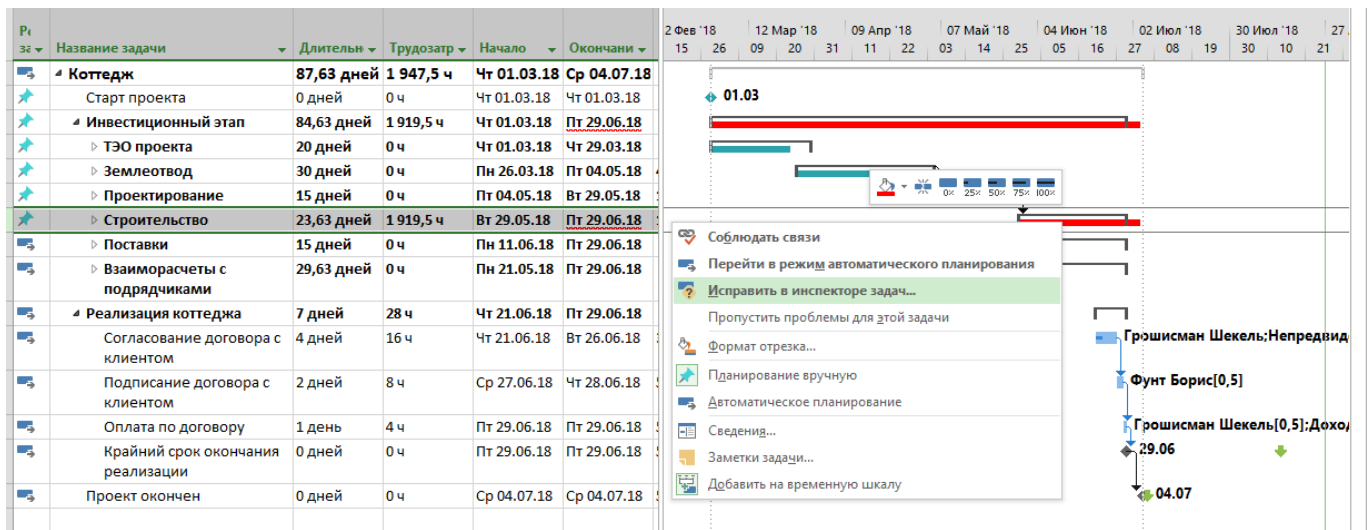 Ре
за Название задачи Длительн Трудозатр Начало Окончани
2 Фев '18 12 Мар '18 09 Апр '18 07 Май '18 04 Июн '18 02 Июл '18 30 Июл '18 27
15 26 09 20 31 11 22 03 14 25 05 16 27 08 19 30 10 21
Коттедж 87,63 дней 1 947,5 ч Чт 01.03.18 Ср 04.07.18
Старт проекта 0 дней 0 ч Чт 01.03.18 Чт 01.03.18
01.03
Инвестиционный этап 84,63 дней 1 919,5 ч Чт 01.03.18 Пт 29.06.18
ТЭО проекта 20 дней 0 ч Чт 01.03.18 Чт 29.03.18
Землеотвод 30 дней 0 ч Пн 26.03.18 Пт 04.05.18
Проектирование 15 дней 0 ч Пт 04.05.18 Вт 29.05.18
0% 25% 50% 75% 100%
Строительство 23,63 дней 1 919,5 ч Вт 29.05.18 Пт 29.06.18
Поставки 15 дней 0 ч Пн 11.06.18 Пт 29.06.18
Взаиморасчеты с
подрядчиками
29,63 дней 0 ч Пн 21.05.18 Пт 29.06.18
Реализация коттеджа 7 дней 28 ч Чт 21.06.18 Пт 29.06.18
Согласование договора с
клиентом
4 дней 16 ч Чт 21.06.18 Вт 26.06.18
Подписание договора с
клиентом
2 дней 8 ч Ср 27.06.18 Чт 28.06.18
Оплата по договору 1 день 4 ч Пт 29.06.18 Пт 29.06.18
Крайний срок окончания
реализации
0 дней 0 ч Пт 29.06.18 Пт 29.06.18
Проект окончен 0 дней 0 ч Ср 04.07.18 Ср 04.07.18
Соблюдать связи
Перейти в режим автоматического планирования
Исправить в инспекторе задач...
Пропустить проблемы для этой задачи
Формат отрезка...
Планирование вручную
Автоматическое планирование
Сведения...
Заметки задачи...
Добавить на временную шкалу
Грошисман Шекель;Непредвид
Фунт Борис[0,5]
Грошисман Шекель[0,5];Доход
29.06
04.07